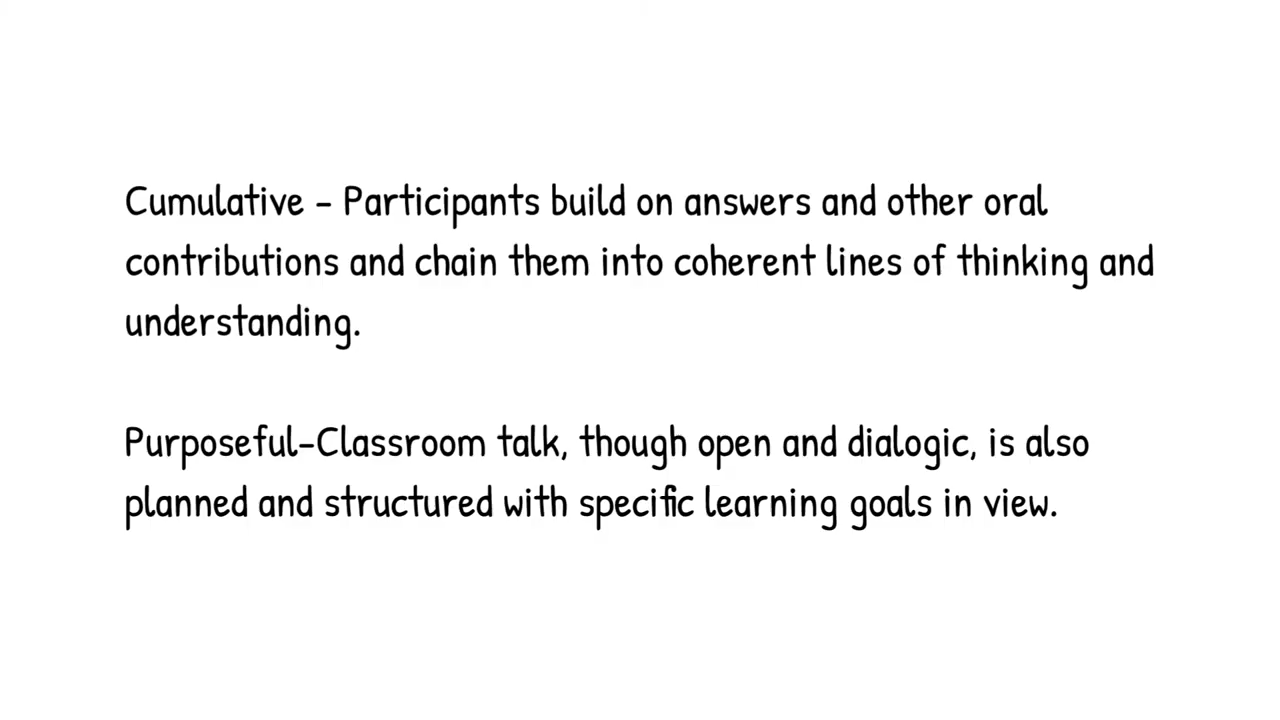 Cumulative - Participants build on answers and other oral
contributions and chain them into coherent lines of thinking and
understanding.
Purposeful-Classroom talk, though open and dialogic, is also
planned and structured with specific learning goals in view.